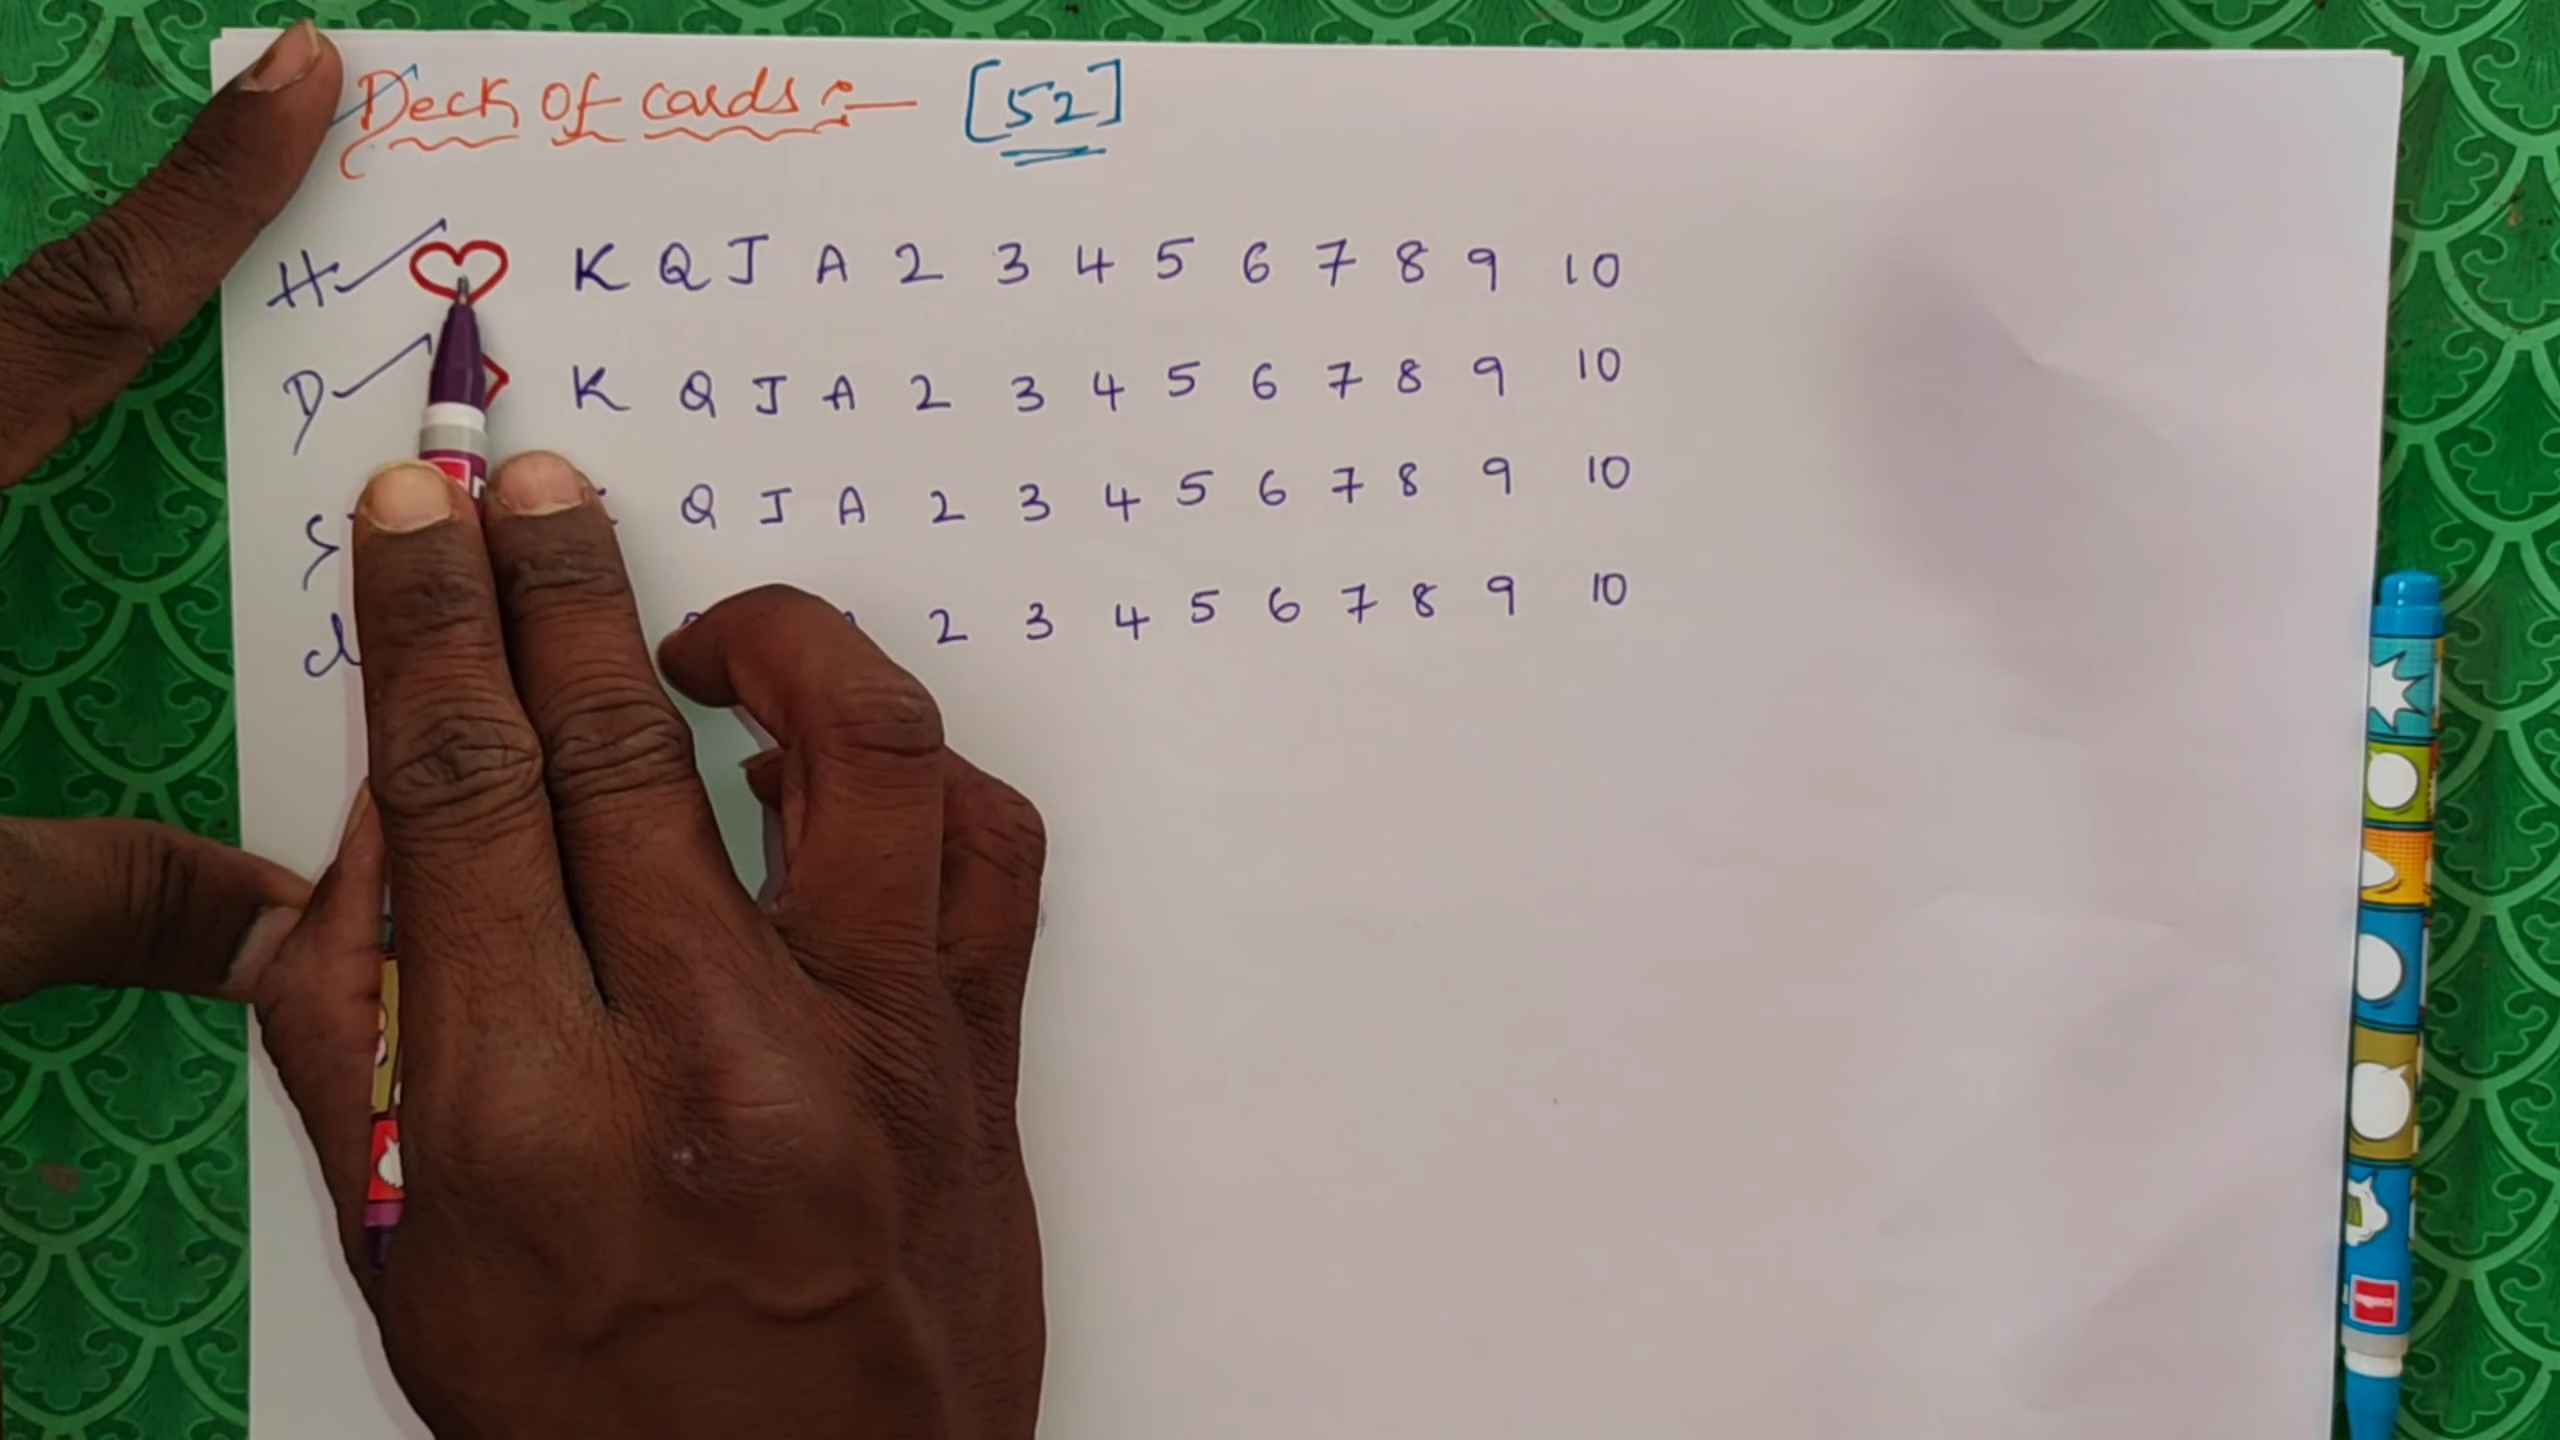 Deck of cards :- [52]
H K Q J A 2 3 4 5 6 7 8 9 10
D K Q J A 2 3 4 5 6 7 8 9 10
S Q J A 2 3 4 5 6 7 8 9 10
2 3 4 5 6 7 8 9 10